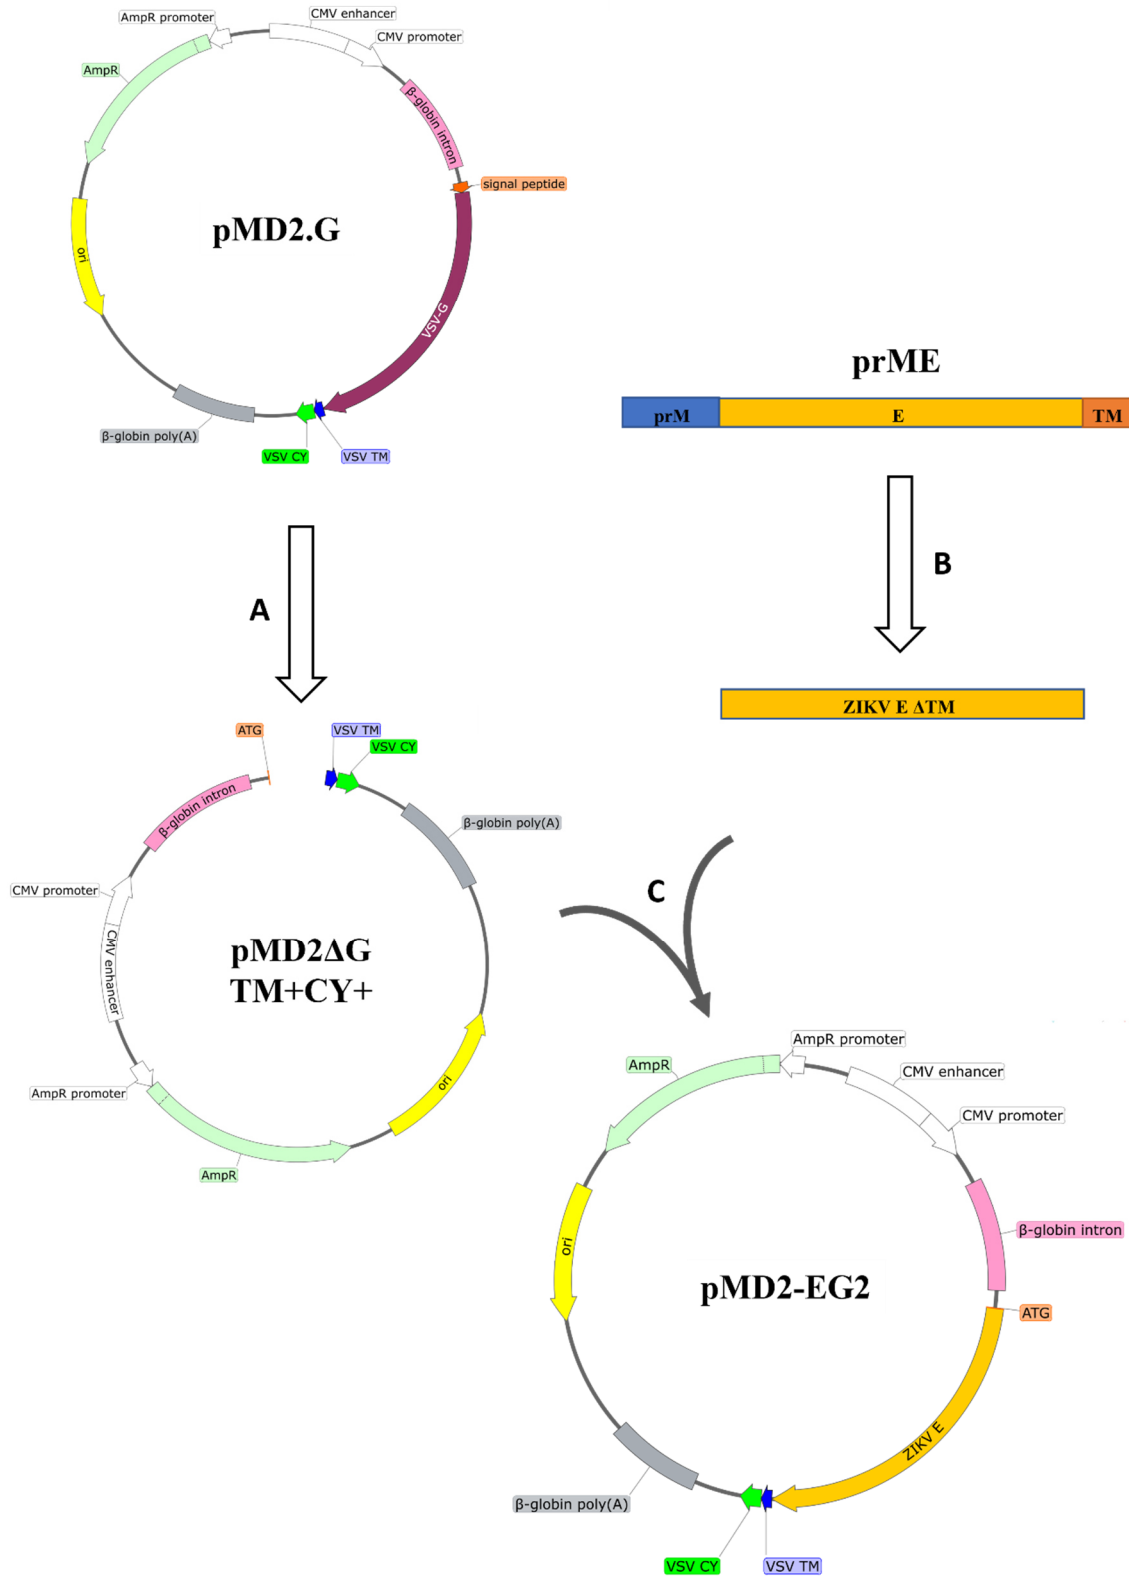 AmpR promoter
CMV enhancer
CMV promoter
AmpR
β-globin intron
signal peptide
pMD2.G
ori
VSV-G
β-globin poly(A)
VSV CY
VSV TM
prME
prM
E
TM
A
B
ZIKV E ΔTM
ATG
VSV TM
VSV CY
β-globin intron
β-globin poly(A)
CMV promoter
CMV enhancer
pMD2ΔG
TM+CY+
AmpR promoter
ori
AmpR
C
AmpR promoter
AmpR
CMV enhancer
CMV promoter
ori
β-globin intron
pMD2-EG2
ATG
ZIKV E
β-globin poly(A)
VSV CY
VSV TM